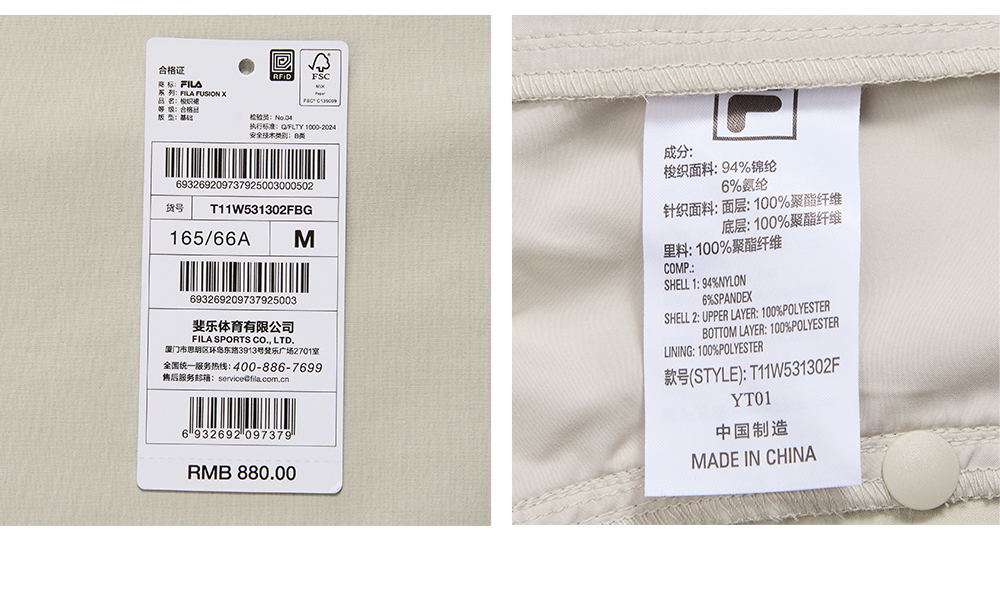 合格证
商 标: FILA
系 列: FILA FUSION X
品 名: 梭织裙
等 级: 合格品
版 型: 基础
RFiD
FSC
MIX
Paper
FSC® C139099
检验员: No.04
执行标准: Q/FLTY 1000-2024
安全技术类别: B类
693269209737925003000502
货号 T11W531302FBG
165/66A M
693269209737925003
斐乐体育有限公司
FILA SPORTS CO., LTD.
厦门市思明区环岛东路3913号斐乐广场2701室
全国统一服务热线: 400-886-7699
售后服务邮箱: service@fila.com.cn
6 932692 097379
RMB 880.00
成分:
梭织面料: 94%锦纶
6%氨纶
针织面料: 面层: 100%聚酯纤维
底层: 100%聚酯纤维
里料: 100%聚酯纤维
COMP.:
SHELL 1: 94%NYLON
6%SPANDEX
SHELL 2: UPPER LAYER: 100%POLYESTER
BOTTOM LAYER: 100%POLYESTER
LINING: 100%POLYESTER
款号(STYLE): T11W531302F
YT01
中国制造
MADE IN CHINA